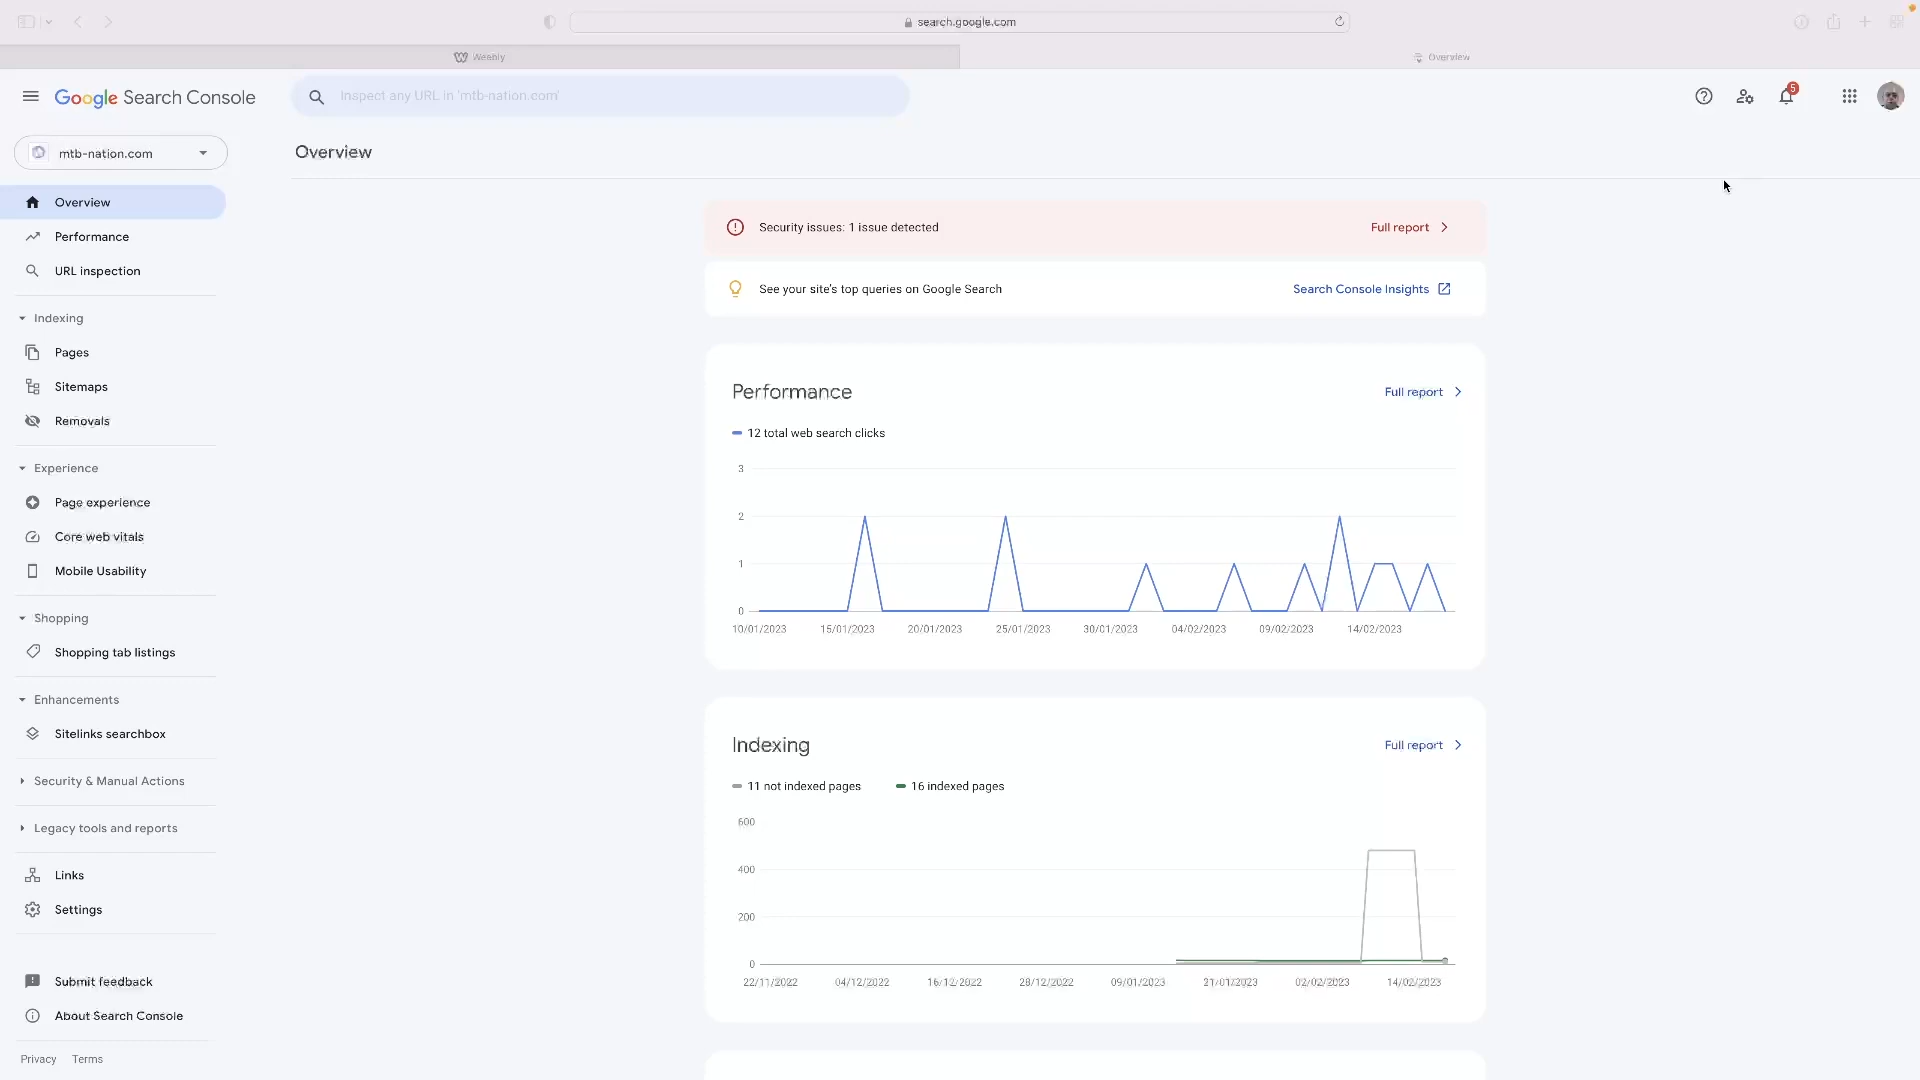 search.google.com
Weebly
Overview
Google Search Console
Inspect any URL in 'mtb-nation.com'
5
mtb-nation.com
Overview
Overview
Performance
URL inspection
Indexing
Pages
Sitemaps
Removals
Experience
Page experience
Core web vitals
Mobile Usability
Shopping
Shopping tab listings
Enhancements
Sitelinks searchbox
Security & Manual Actions
Legacy tools and reports
Links
Settings
Submit feedback
About Search Console
Privacy Terms
Security issues: 1 issue detected Full report
See your site's top queries on Google Search Search Console Insights
Performance Full report
12 total web search clicks
3
2
1
0
10/01/2023 15/01/2023 20/01/2023 25/01/2023 30/01/2023 04/02/2023 09/02/2023 14/02/2023
Indexing Full report
11 not indexed pages 16 indexed pages
600
400
200
0
22/11/2022 04/12/2022 16/12/2022 28/12/2022 09/01/2023 21/01/2023 02/02/2023 14/02/2023